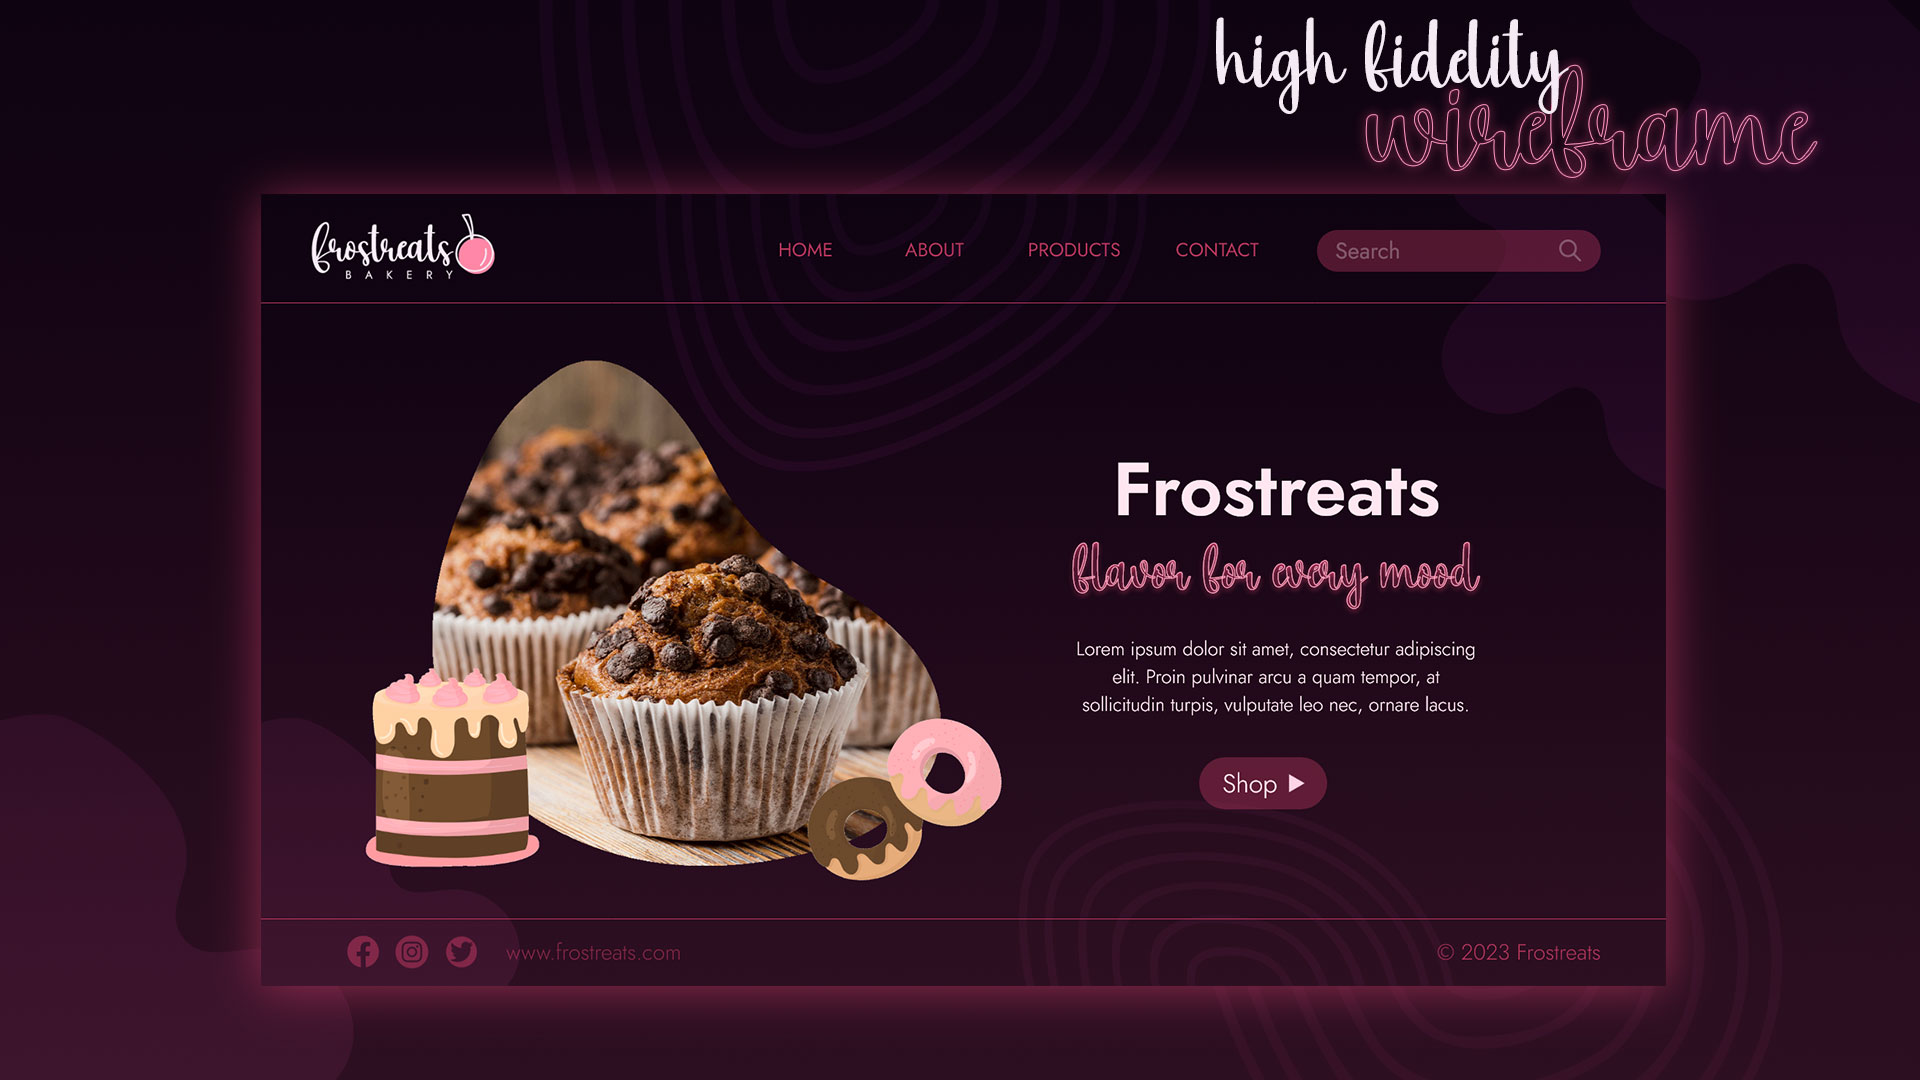 high fidelity
wireframe
frostreats
BAKERY
HOME ABOUT PRODUCTS CONTACT Search
Frostreats
flavor for every mood
Lorem ipsum dolor sit amet, consectetur adipiscing
elit. Proin pulvinar arcu a quam tempor, at
sollicitudin turpis, vulputate leo nec, ornare lacus.
Shop
www.frostreats.com © 2023 Frostreats